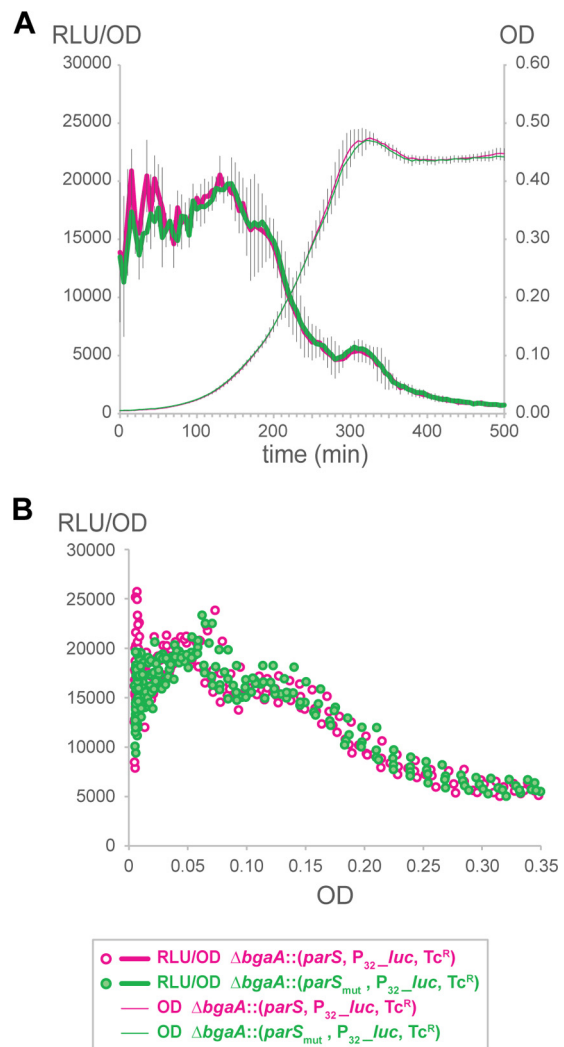 A
RLU/OD OD
30000 0.60
25000 0.50
20000 0.40
15000 0.30
10000 0.20
5000 0.10
0 0.00
0 100 200 300 400 500
time (min)
B
RLU/OD
30000
25000
20000
15000
10000
5000
0
0 0.05 0.10 0.15 0.20 0.25 0.30 0.35
OD
RLU/OD ΔbgaA::(parS, P32_luc, TcR)
RLU/OD ΔbgaA::(parSmut , P32_luc, TcR)
OD ΔbgaA::(parS, P32_luc, TcR)
OD ΔbgaA::(parSmut , P32_luc, TcR)